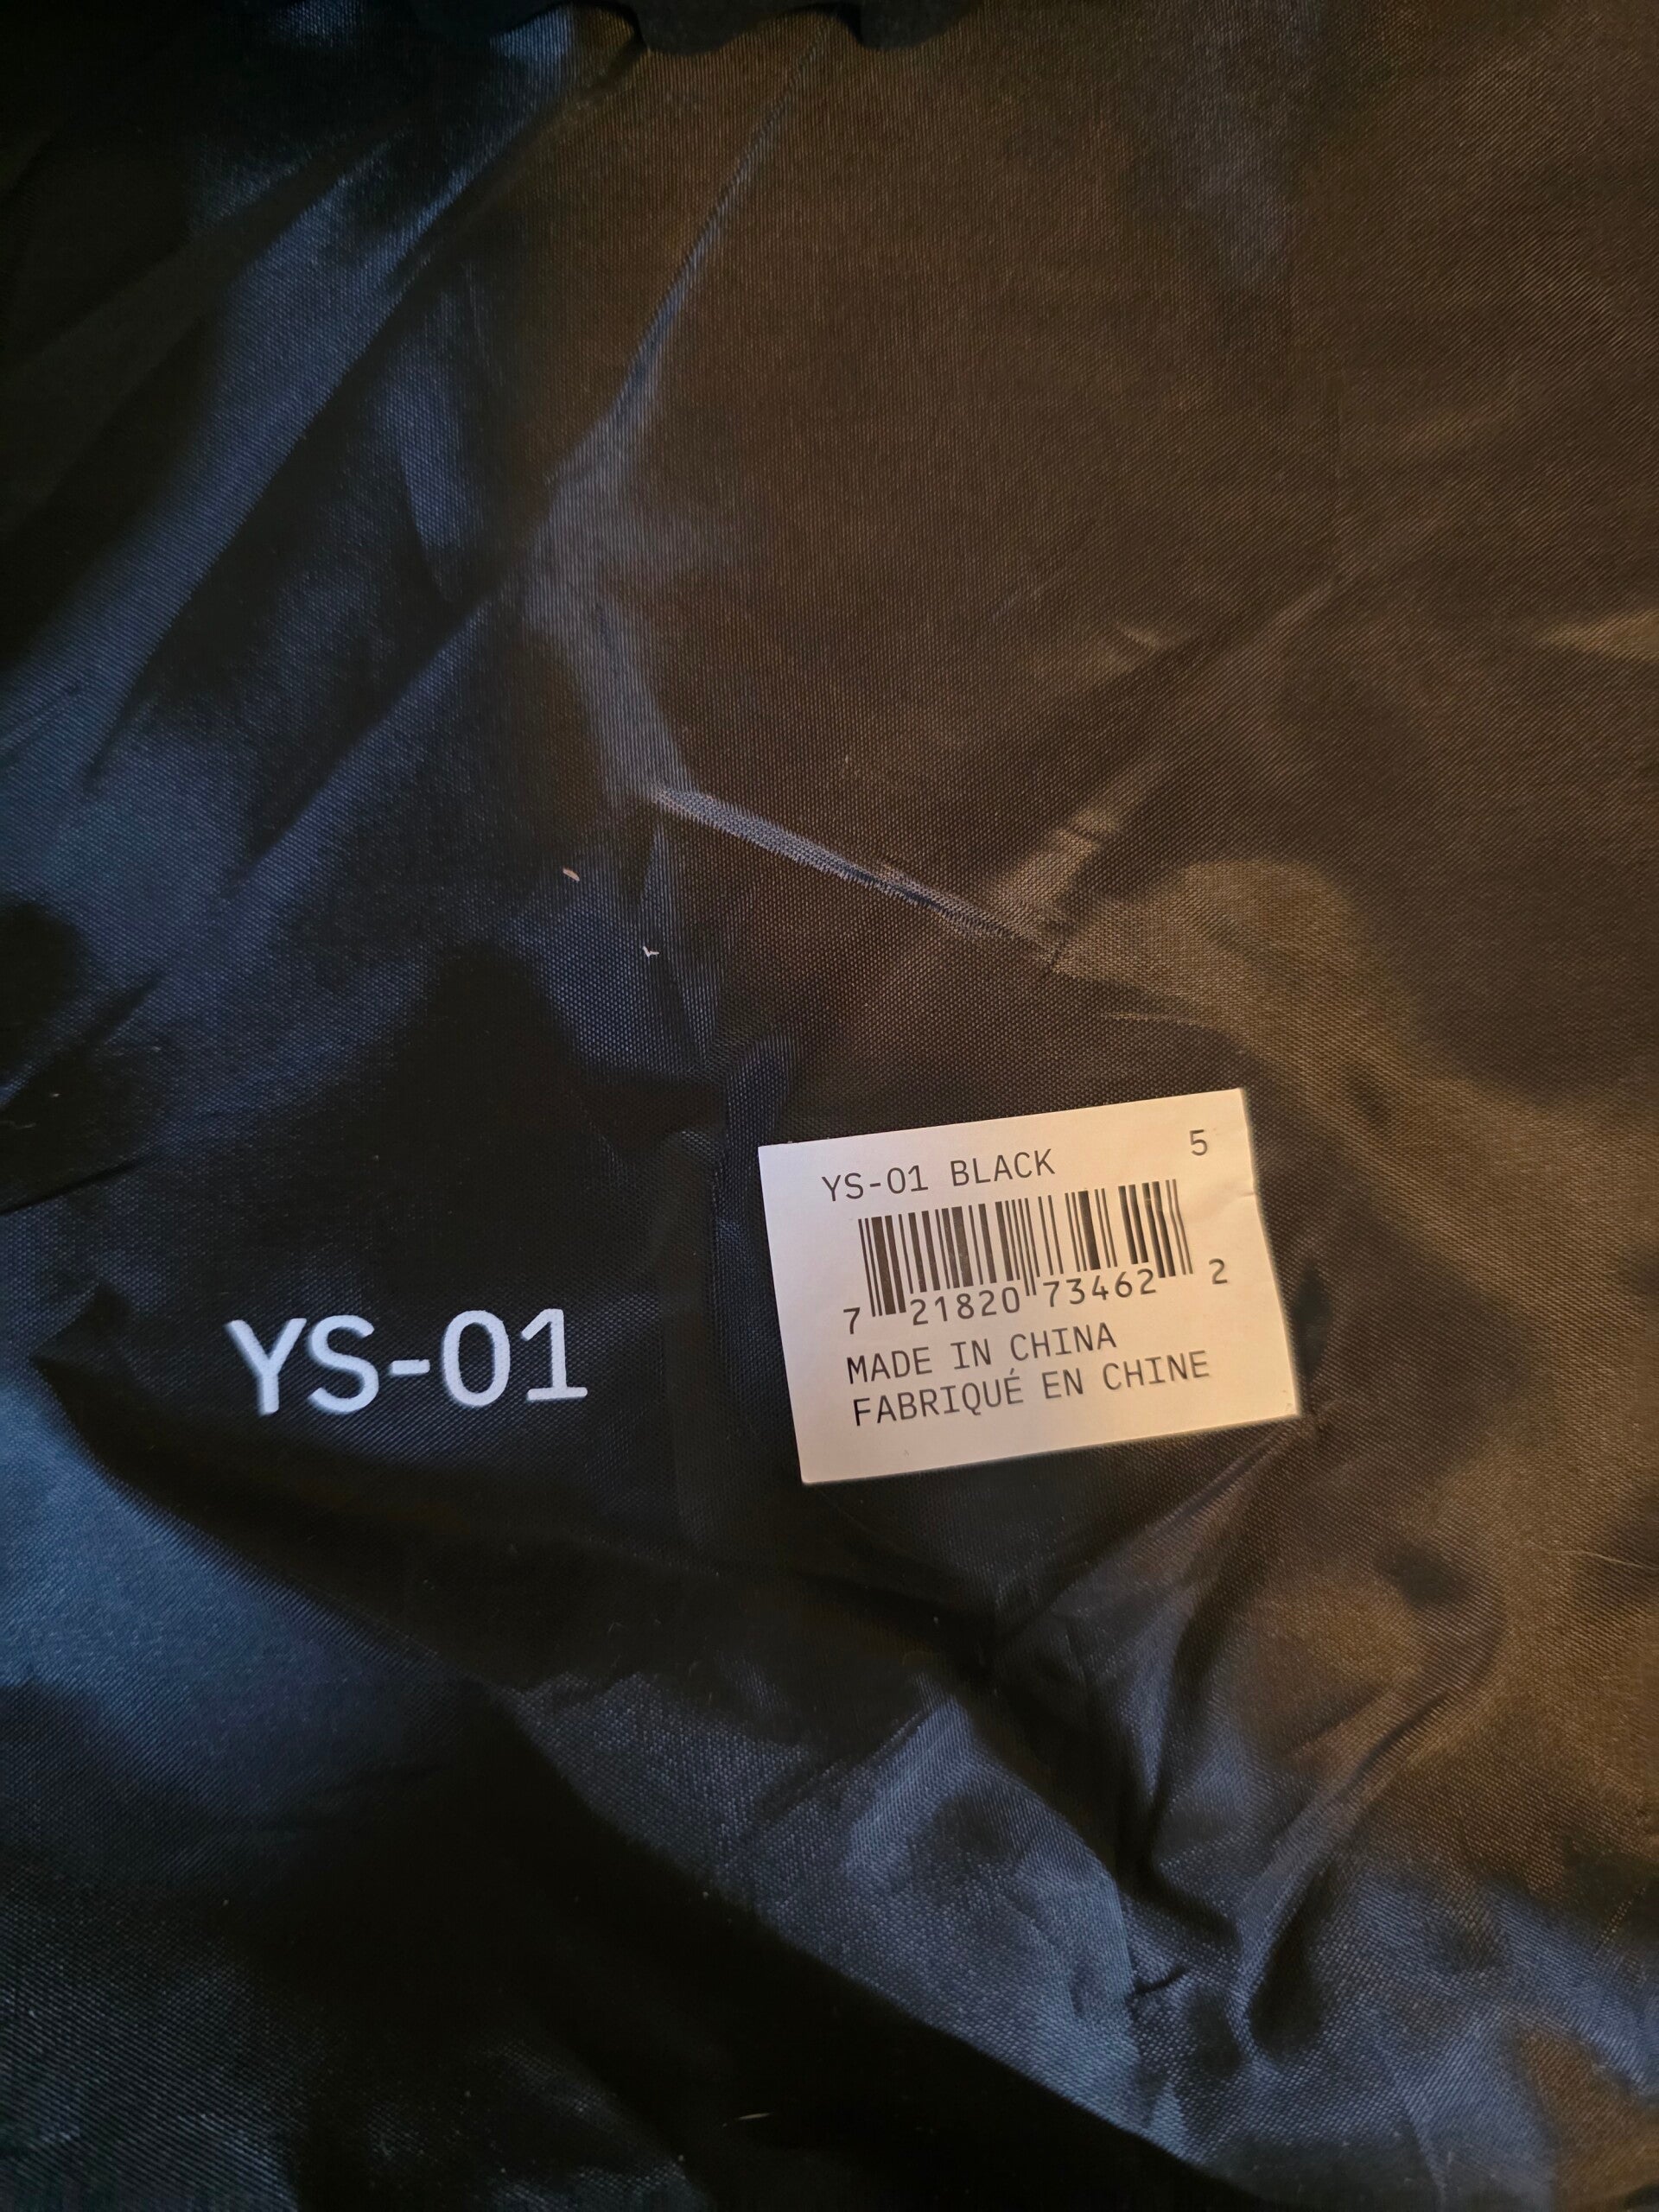 YS-01
YS-01 BLACK 5
7 21820 73462 2
MADE IN CHINA
FABRIQUÉ EN CHINE